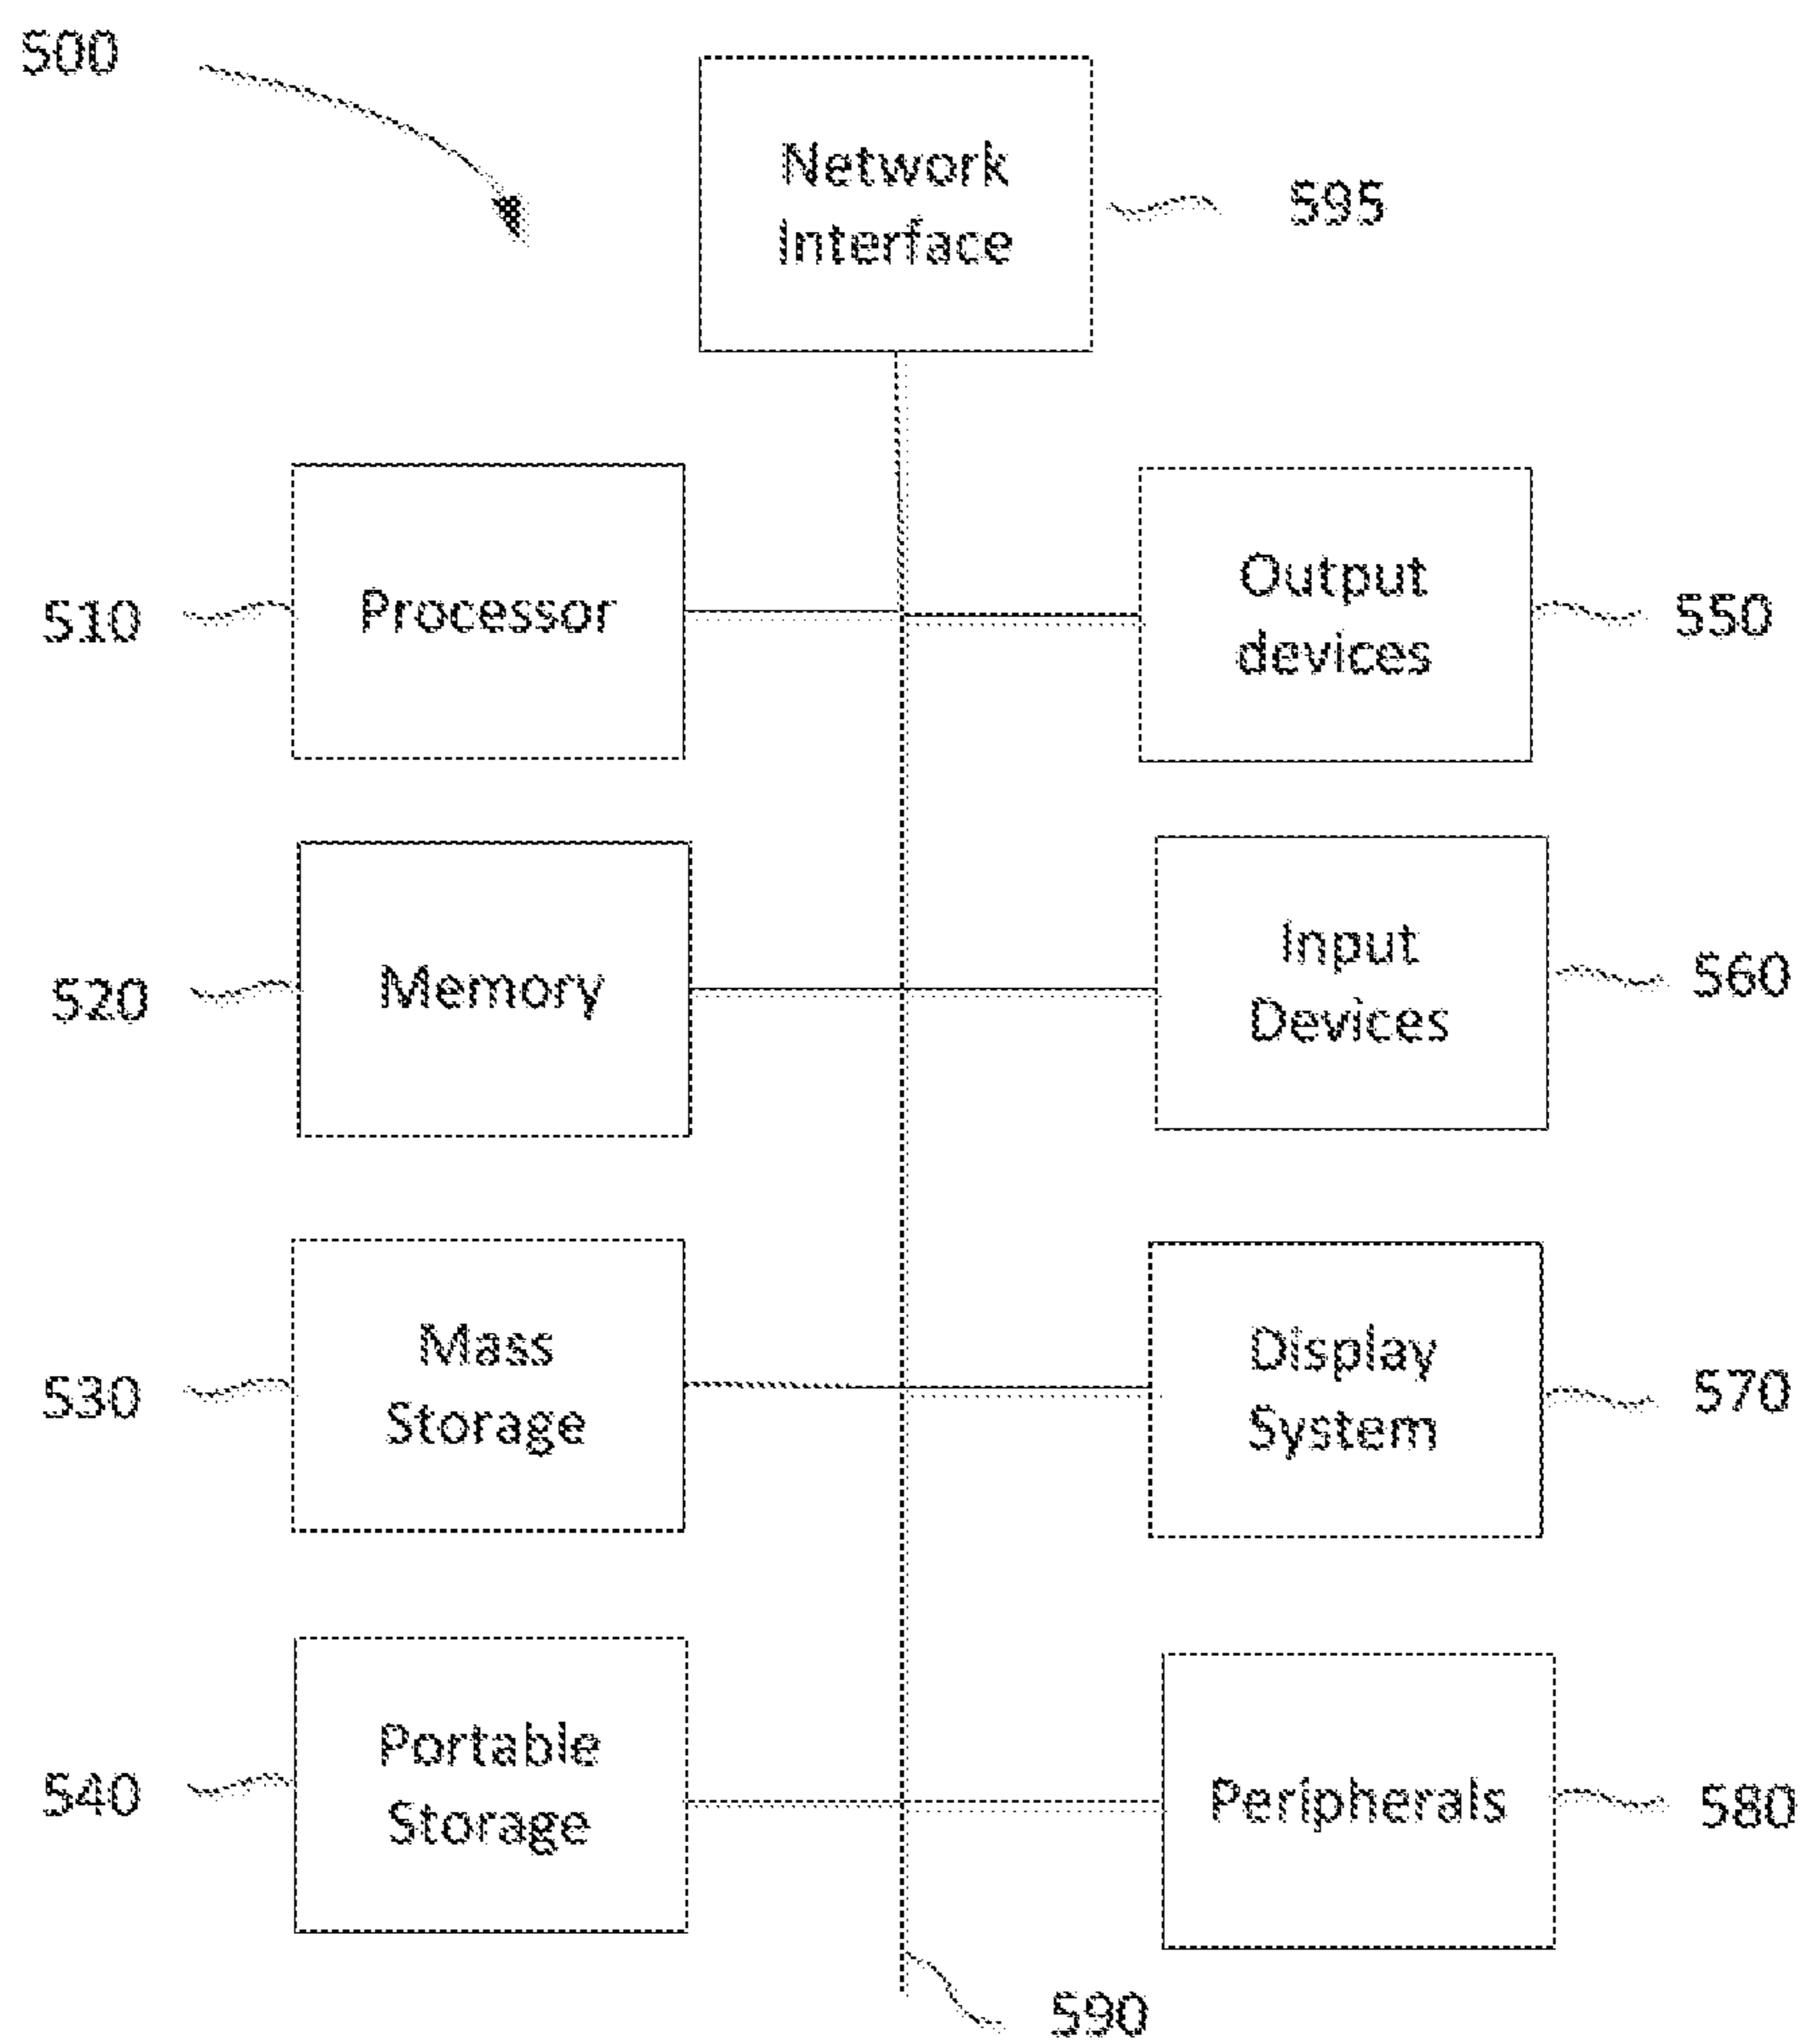 500
Network
Interface
595
510
Processor
Output
devices
550
520
Memory
Input
Devices
560
530
Mass
Storage
Display
System
570
540
Portable
Storage
Peripherals
580
590